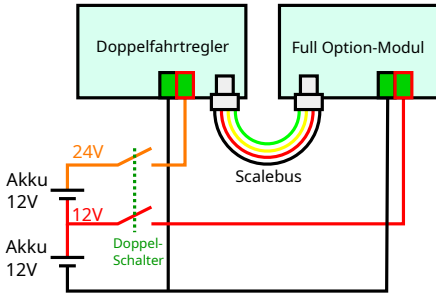 Doppelfahrtregler
Full Option-Modul
24V
Scalebus
Akku
12V
12V
Doppel-
Schalter
Akku
12V